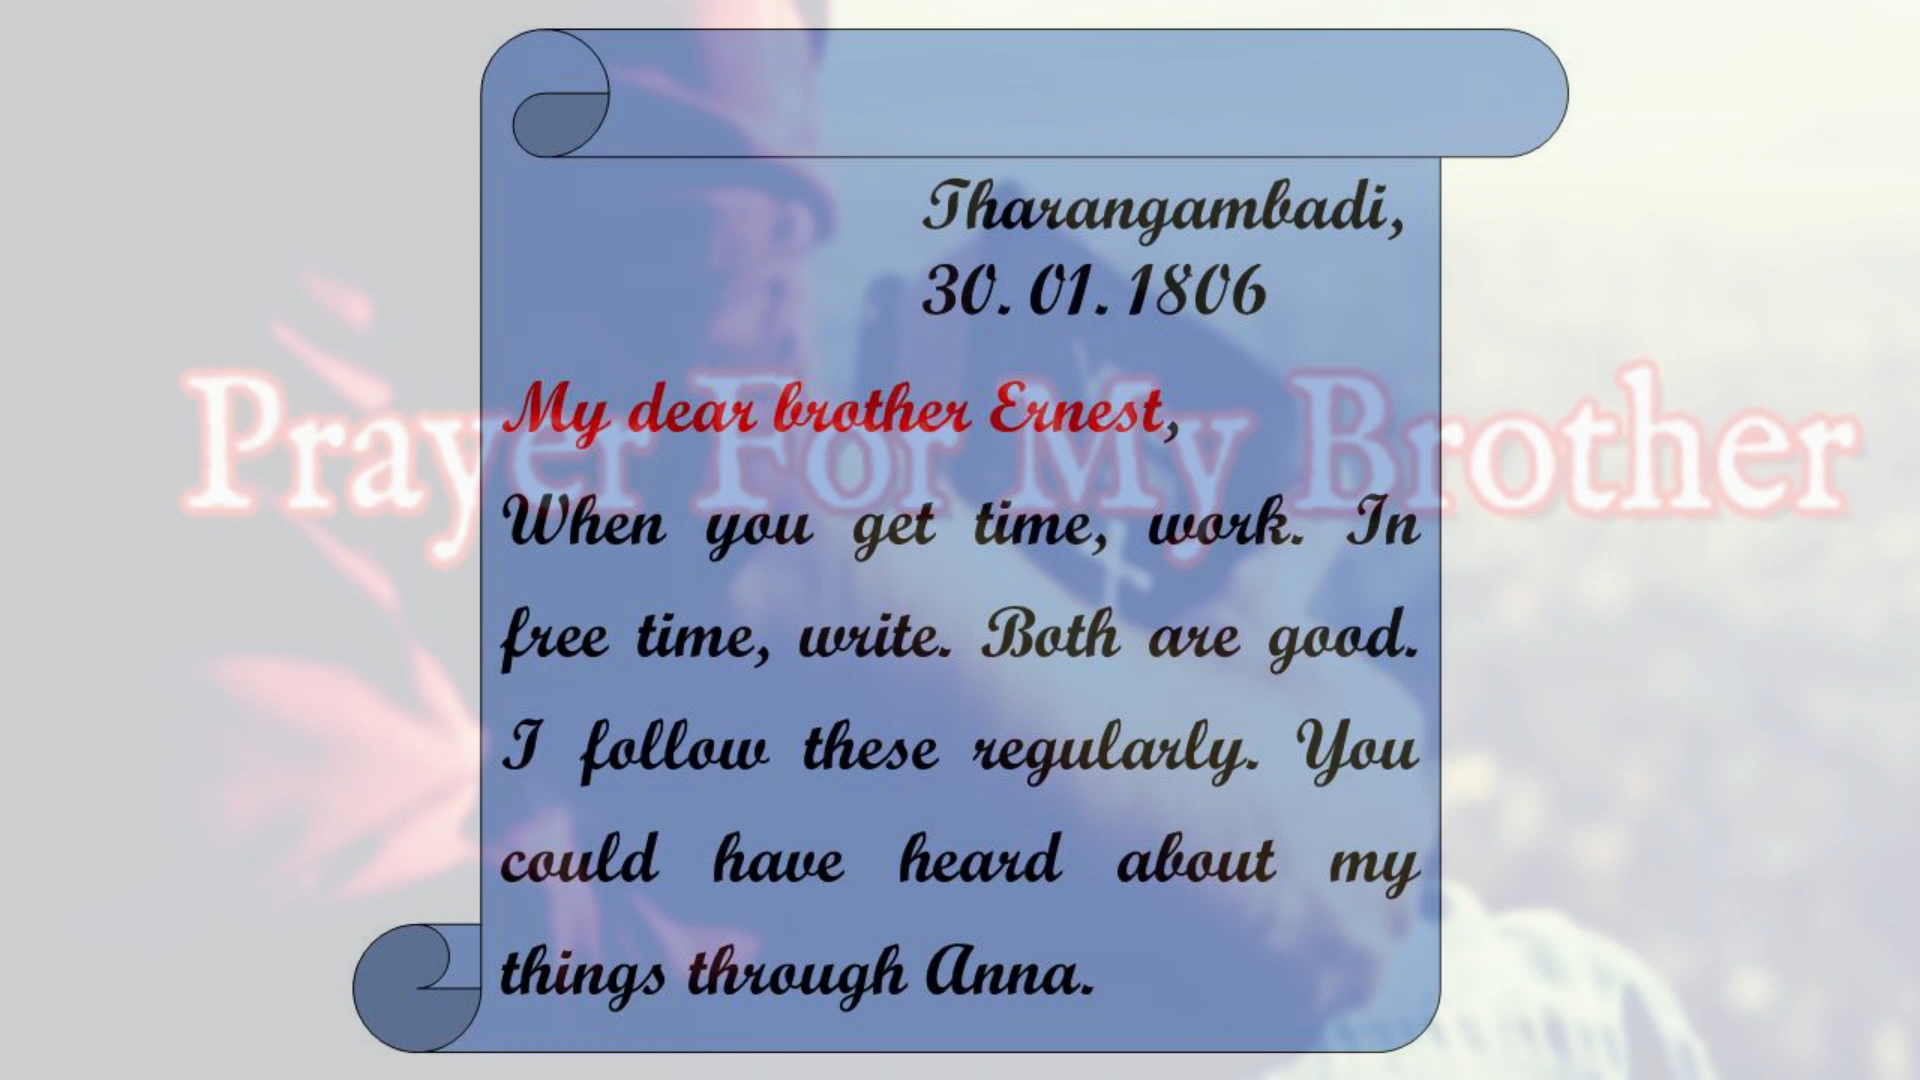 Tharangambadi,
30. 01. 1806
My dear brother Ernest,
Prayer For My Brother
When you get time, work. In
free time, write. Both are good.
I follow these regularly. You
could have heard about my
things through Anna.